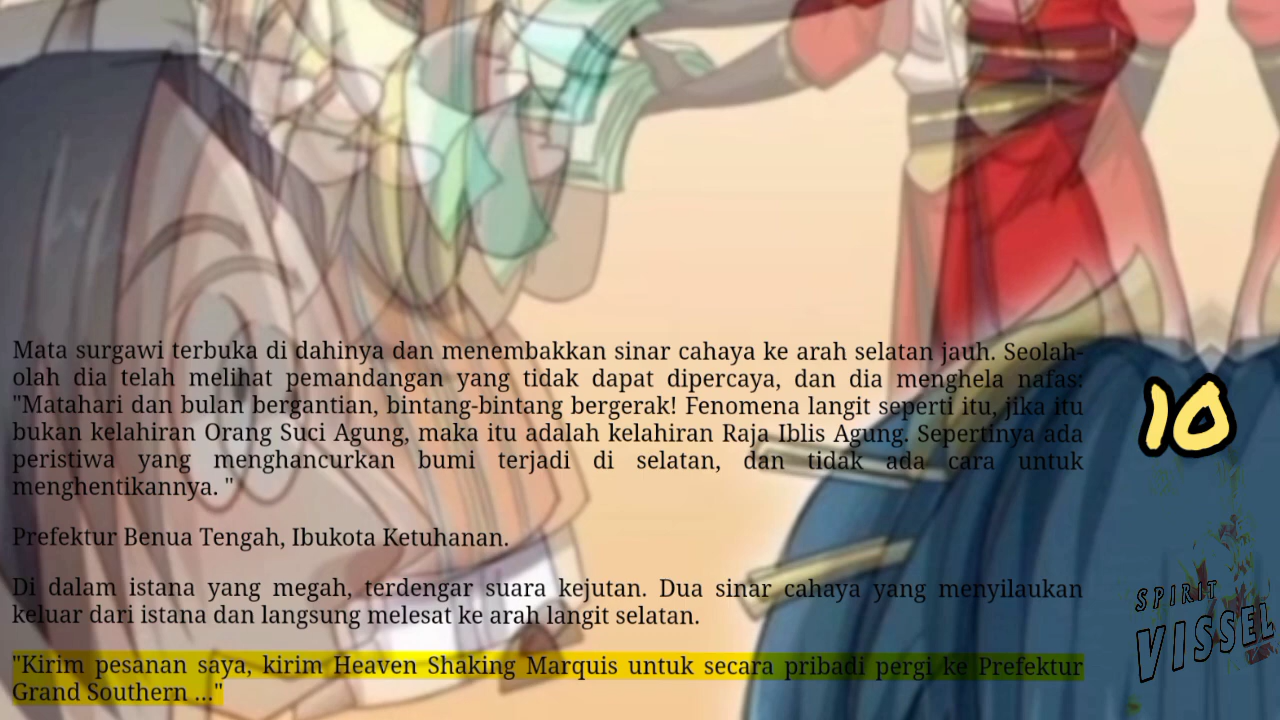 Mata surgawi terbuka di dahinya dan menembakkan sinar cahaya ke arah selatan jauh. Seolah-
olah dia telah melihat pemandangan yang tidak dapat dipercaya, dan dia menghela nafas:
"Matahari dan bulan bergantian, bintang-bintang bergerak! Fenomena langit seperti itu, jika itu
bukan kelahiran Orang Suci Agung, maka itu adalah kelahiran Raja Iblis Agung. Sepertinya ada
peristiwa yang menghancurkan bumi terjadi di selatan, dan tidak ada cara untuk
menghentikannya. "
Prefektur Benua Tengah, Ibukota Ketuhanan.
Di dalam istana yang megah, terdengar suara kejutan. Dua sinar cahaya yang menyilaukan
keluar dari istana dan langsung melesat ke arah langit selatan.
"Kirim pesanan saya, kirim Heaven Shaking Marquis untuk secara pribadi pergi ke Prefektur
Grand Southern ..."
10
SPIRIT
VISSEL